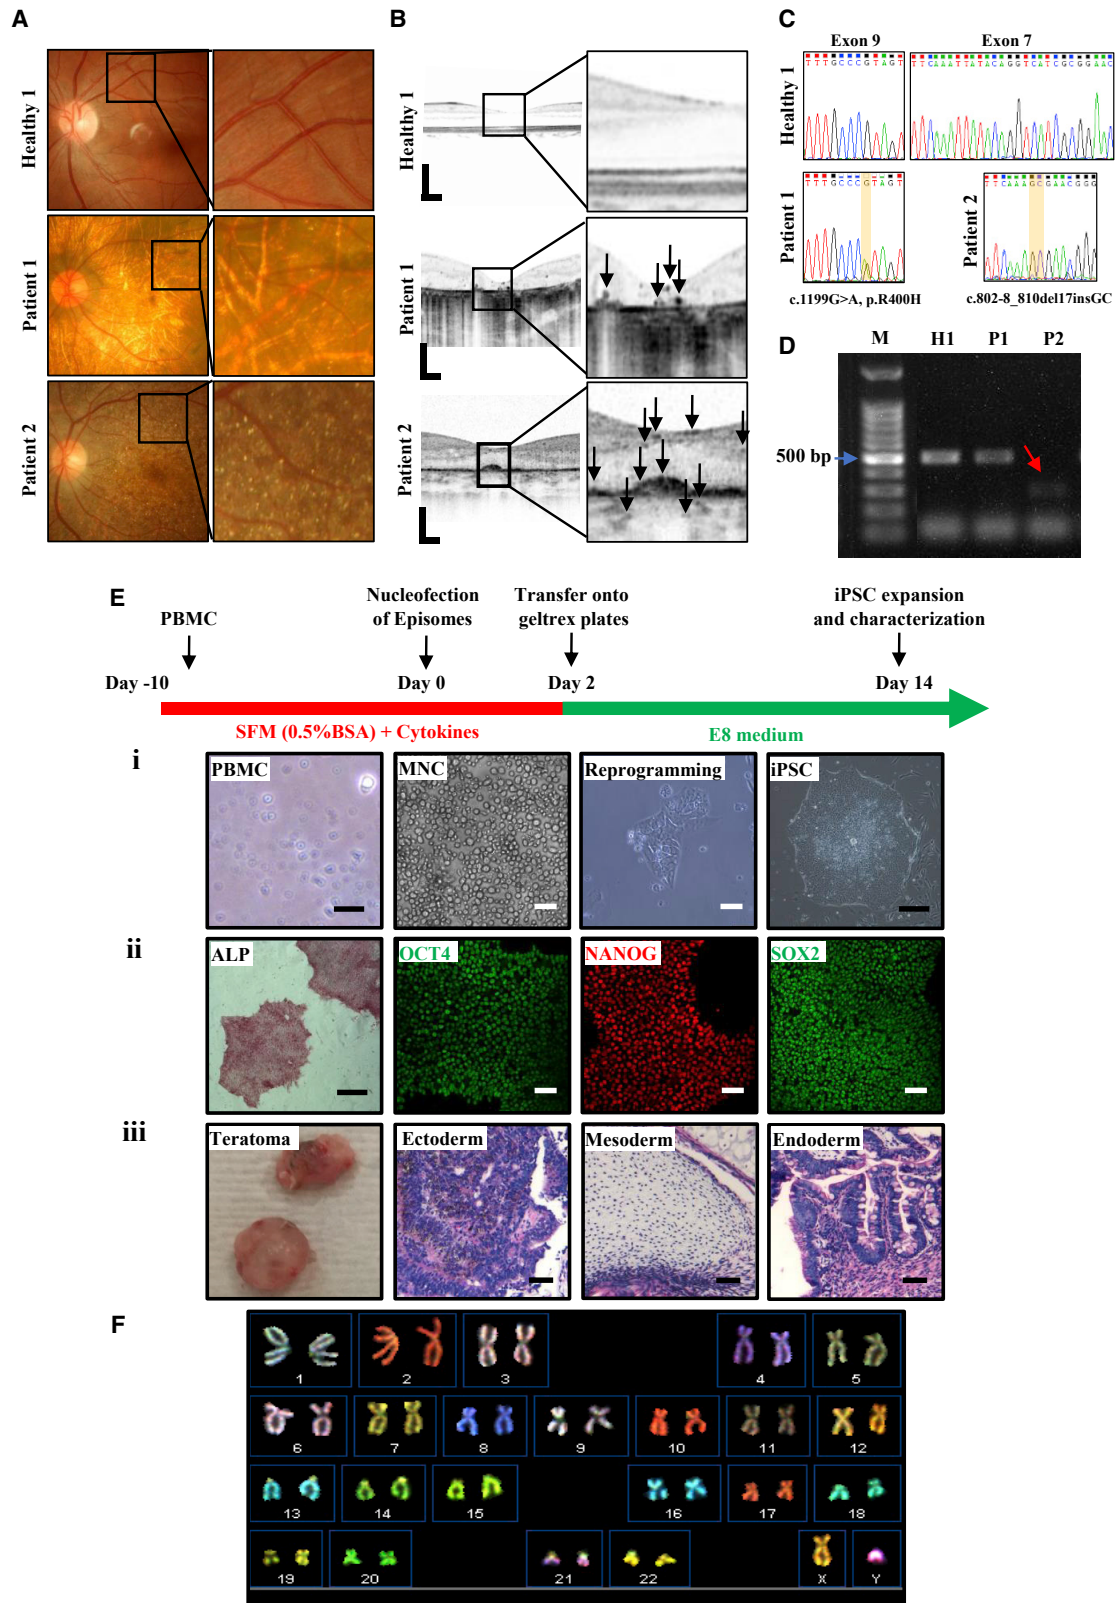 A
B
C
Healthy 1
Patient 1
Patient 2
Healthy 1
Patient 1
Patient 2
Exon 9
Exon 7
TTTGCCCGTAGT
TTCAAATTATACAGGTCATCGCGGAAC
Healthy 1
TTTGCCCGTAGT
TTCAAAGCGAACGGG
Patient 1
Patient 2
c.1199G>A, p.R400H
c.802-8_810del17insGC
D
M
H1
P1
P2
500 bp
E
PBMC
Nucleofection
of Episomes
Transfer onto
geltrex plates
iPSC expansion
and characterization
Day -10
Day 0
Day 2
Day 14
SFM (0.5%BSA) + Cytokines
E8 medium
i
PBMC
MNC
Reprogramming
iPSC
ii
ALP
OCT4
NANOG
SOX2
iii
Teratoma
Ectoderm
Mesoderm
Endoderm
F
1
2
3
4
5
6
7
8
9
10
11
12
13
14
15
16
17
18
19
20
21
22
X
Y